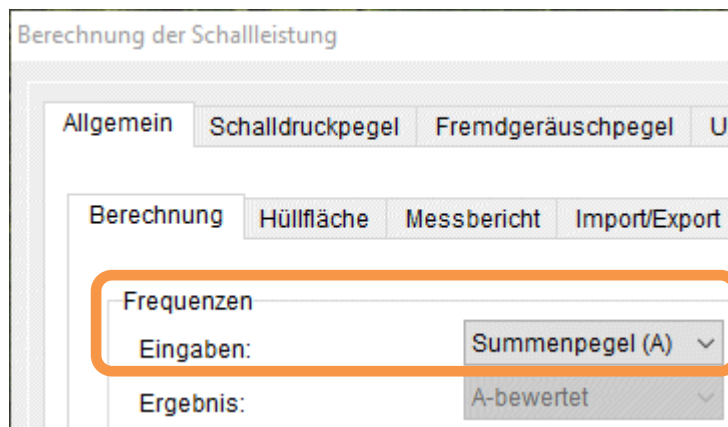 Berechnung der Schallleistung
Allgemein Schalldruckpegel Fremdgeräuschpegel U
Berechnung Hüllfläche Messbericht Import/Export
Frequenzen
Eingaben: Summenpegel (A)
Ergebnis: A-bewertet